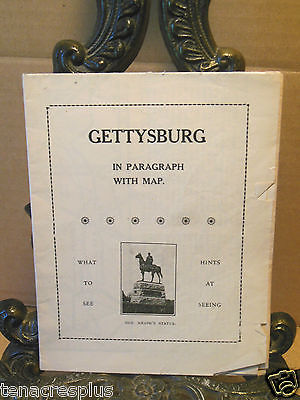 GETTYSBURG
IN PARAGRAPH
WITH MAP.
WHAT
TO
SEE
HINTS
AT
SEEING
GEN. MEADE'S STATUE.
tenacresplus